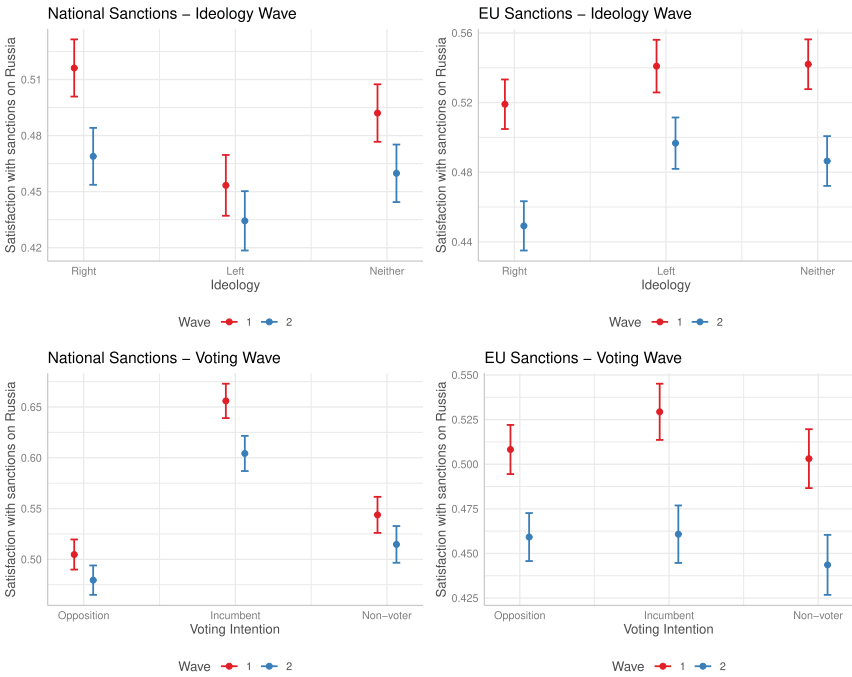 National Sanctions − Ideology Wave
Satisfaction with sanctions on Russia
0.51
0.48
0.45
0.42
Right Left Neither
Ideology
Wave 1 2
EU Sanctions − Ideology Wave
Satisfaction with sanctions on Russia
0.56
0.52
0.48
0.44
Right Left Neither
Ideology
Wave 1 2
National Sanctions − Voting Wave
Satisfaction with sanctions on Russia
0.65
0.60
0.55
0.50
Opposition Incumbent Non−voter
Voting Intention
Wave 1 2
EU Sanctions − Voting Wave
Satisfaction with sanctions on Russia
0.550
0.525
0.500
0.475
0.450
0.425
Opposition Incumbent Non−voter
Voting Intention
Wave 1 2